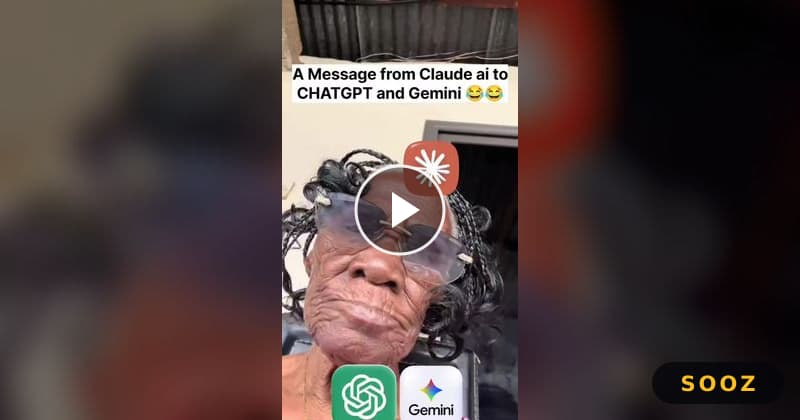 A Message from Claude ai to
CHATGPT and Gemini 😂😂
Gemini
SOOZ